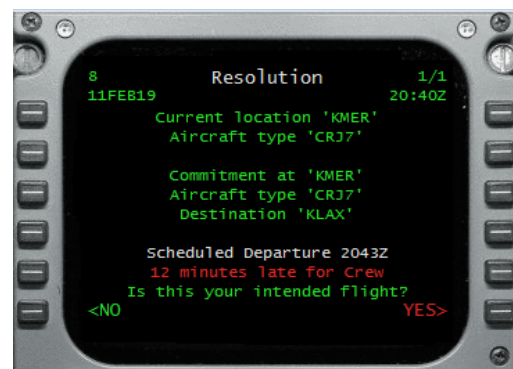 8 Resolution 1/1
11FEB19 20:40Z
Current location 'KMER'
Aircraft type 'CRJ7'
Commitment at 'KMER'
Aircraft type 'CRJ7'
Destination 'KLAX'
Scheduled Departure 2043Z
12 minutes late for Crew
Is this your intended flight?
<NO YES>